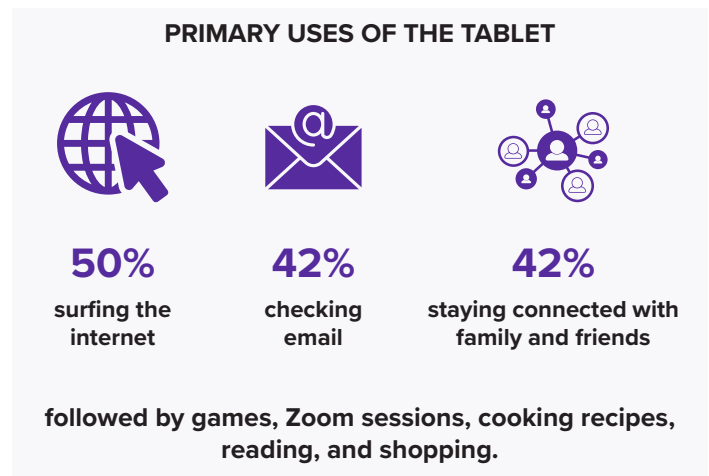 PRIMARY USES OF THE TABLET
@
50%
surfing the
internet
42%
checking
email
42%
staying connected with
family and friends
followed by games, Zoom sessions, cooking recipes,
reading, and shopping.